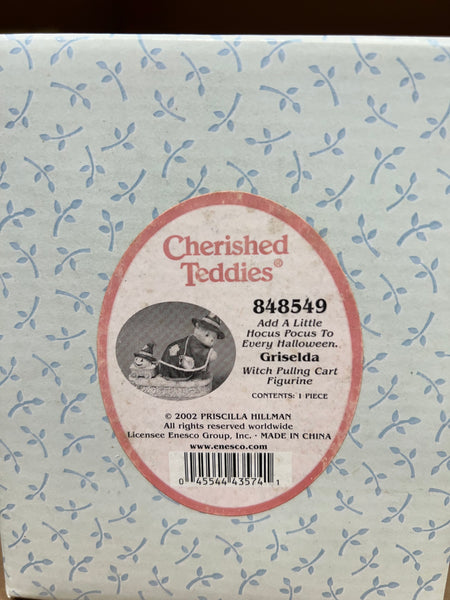 Cherished
Teddies®
848549
Add A Little
Hocus Pocus To
Every Halloween.
Griselda
Witch Pullng Cart
Figurine
CONTENTS: 1 PIECE
© 2002 PRISCILLA HILLMAN
All rights reserved worldwide
Licensee Enesco Group, Inc. · MADE IN CHINA
www.enesco.com
0 45544 43574 1